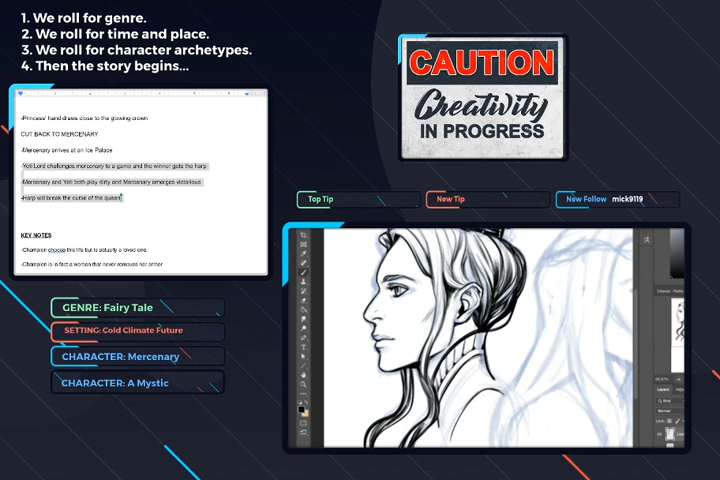 1. We roll for genre.
2. We roll for time and place.
3. We roll for character archetypes.
4. Then the story begins...
-Princess' hand draws close to the glowing crown
CUT BACK TO MERCENARY
-Mercenary arrives at an Ice Palace
-Yeti Lord challenges mercenary to a game and the winner gets the harp
-Mercenary and Yeti both play dirty and Mercenary emerges victorious
-Harp will break the curse of the queen
KEY NOTES
-Champion choose this life but is actually a loved one.
-Champion is in fact a woman that never removes her armor
GENRE: Fairy Tale
SETTING: Cold Climate Future
CHARACTER: Mercenary
CHARACTER: A Mystic
CAUTION
Creativity
IN PROGRESS
Top Tip
New Tip
New Follow mick9119
Layers
Normal